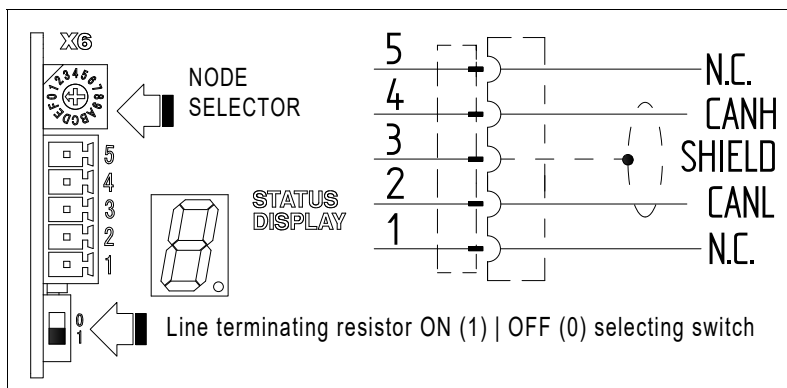 X6
0123456789ABCDEF
NODE
SELECTOR
5
4
3
2
1
STATUS
DISPLAY
0
1
Line terminating resistor ON (1) | OFF (0) selecting switch
5 N.C.
4 CANH
3 SHIELD
2 CANL
1 N.C.